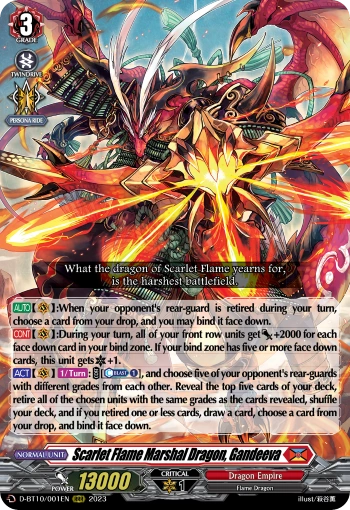 3
GRADE
TWINDRIVE
PERSONA RIDE
What the dragon of Scarlet Flame yearns for,
is the harshest battlefield.
AUTO【 】:When your opponent's rear-guard is retired during your turn,
choose a card from your drop, and you may bind it face down.
CONT【 】:During your turn, all of your front row units get +2000 for each
face down card in your bind zone. If your bind zone has five or more face down
cards, this unit gets +1.
ACT【 】1/Turn:[BLAST 1], and choose five of your opponent's rear-guards
with different grades from each other. Reveal the top five cards of your deck,
retire all of the chosen units with the same grades as the cards revealed, shuffle
your deck, and if you retired one or less cards, draw a card, choose a card from
your drop, and bind it face down.
NORMAL UNIT
Scarlet Flame Marshal Dragon, Gandeeva
POWER 13000
CRITICAL
1
Dragon Empire
Flame Dragon
D-BT10/001EN RRR 2023
illust/萩谷薫